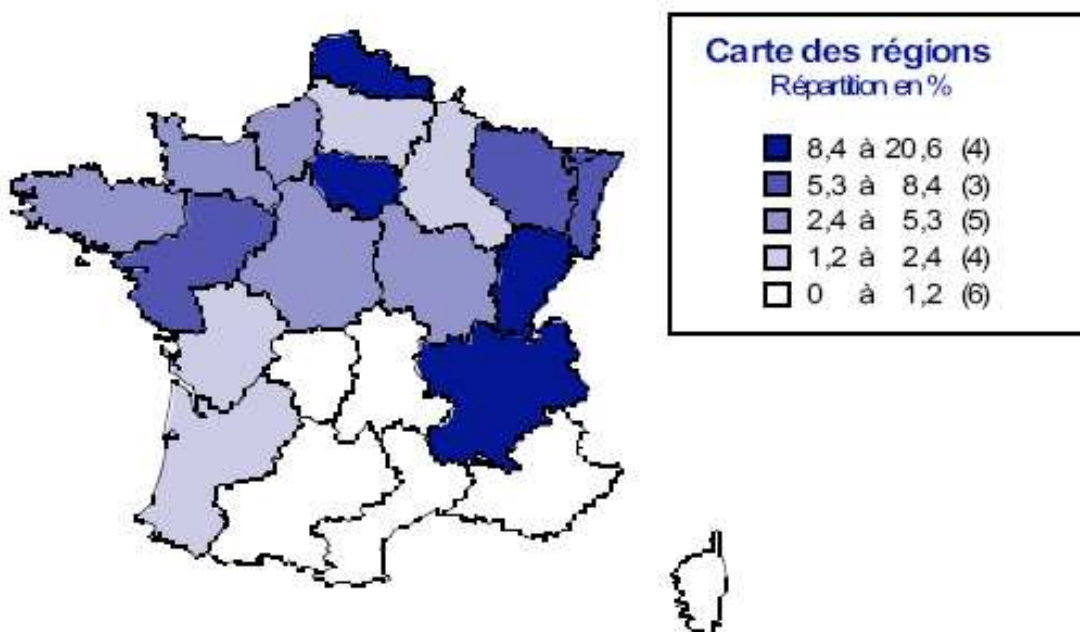 Carte des régions
Répartition en %
8,4 à 20,6 (4)
5,3 à 8,4 (3)
2,4 à 5,3 (5)
1,2 à 2,4 (4)
0 à 1,2 (6)